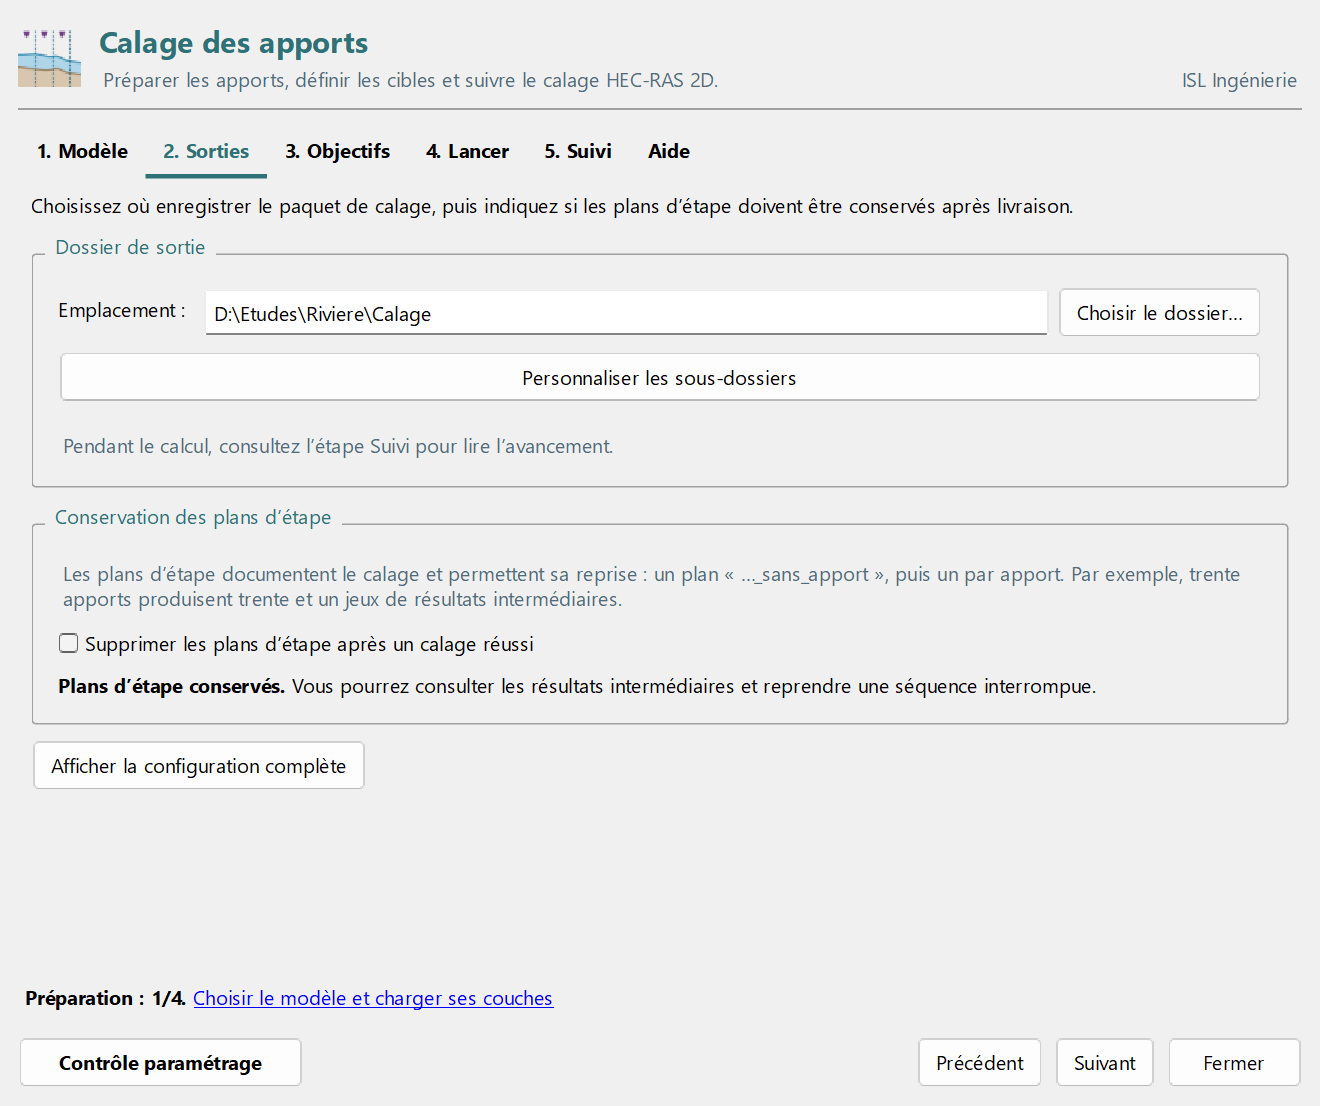 Calage des apports
Préparer les apports, définir les cibles et suivre le calage HEC-RAS 2D.
ISL Ingénierie
1. Modèle
2. Sorties
3. Objectifs
4. Lancer
5. Suivi
Aide
Choisissez où enregistrer le paquet de calage, puis indiquez si les plans d’étape doivent être conservés après livraison.
Dossier de sortie
Emplacement :
D:\Etudes\Riviere\Calage
Choisir le dossier…
Personnaliser les sous-dossiers
Pendant le calcul, consultez l’étape Suivi pour lire l’avancement.
Conservation des plans d’étape
Les plans d’étape documentent le calage et permettent sa reprise : un plan « …_sans_apport », puis un par apport. Par exemple, trente
apports produisent trente et un jeux de résultats intermédiaires.
Supprimer les plans d’étape après un calage réussi
Plans d’étape conservés. Vous pourrez consulter les résultats intermédiaires et reprendre une séquence interrompue.
Afficher la configuration complète
Préparation : 1/4. Choisir le modèle et charger ses couches
Contrôle paramétrage
Précédent
Suivant
Fermer